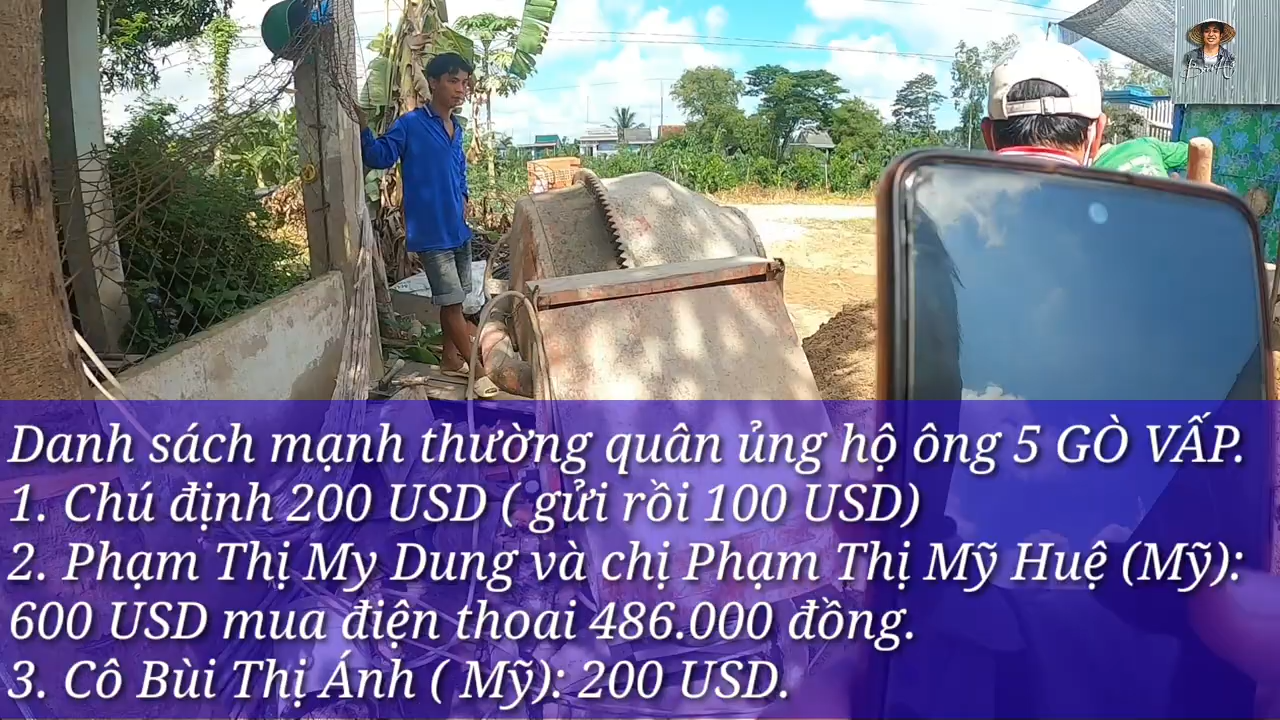 Danh sách mạnh thường quân ủng hộ ông 5 GÒ VẤP.
1. Chú định 200 USD ( gửi rồi 100 USD)
2. Phạm Thị My Dung và chị Phạm Thị Mỹ Huệ (Mỹ):
600 USD mua điện thoai 486.000 đồng.
3. Cô Bùi Thị Ánh ( Mỹ): 200 USD.